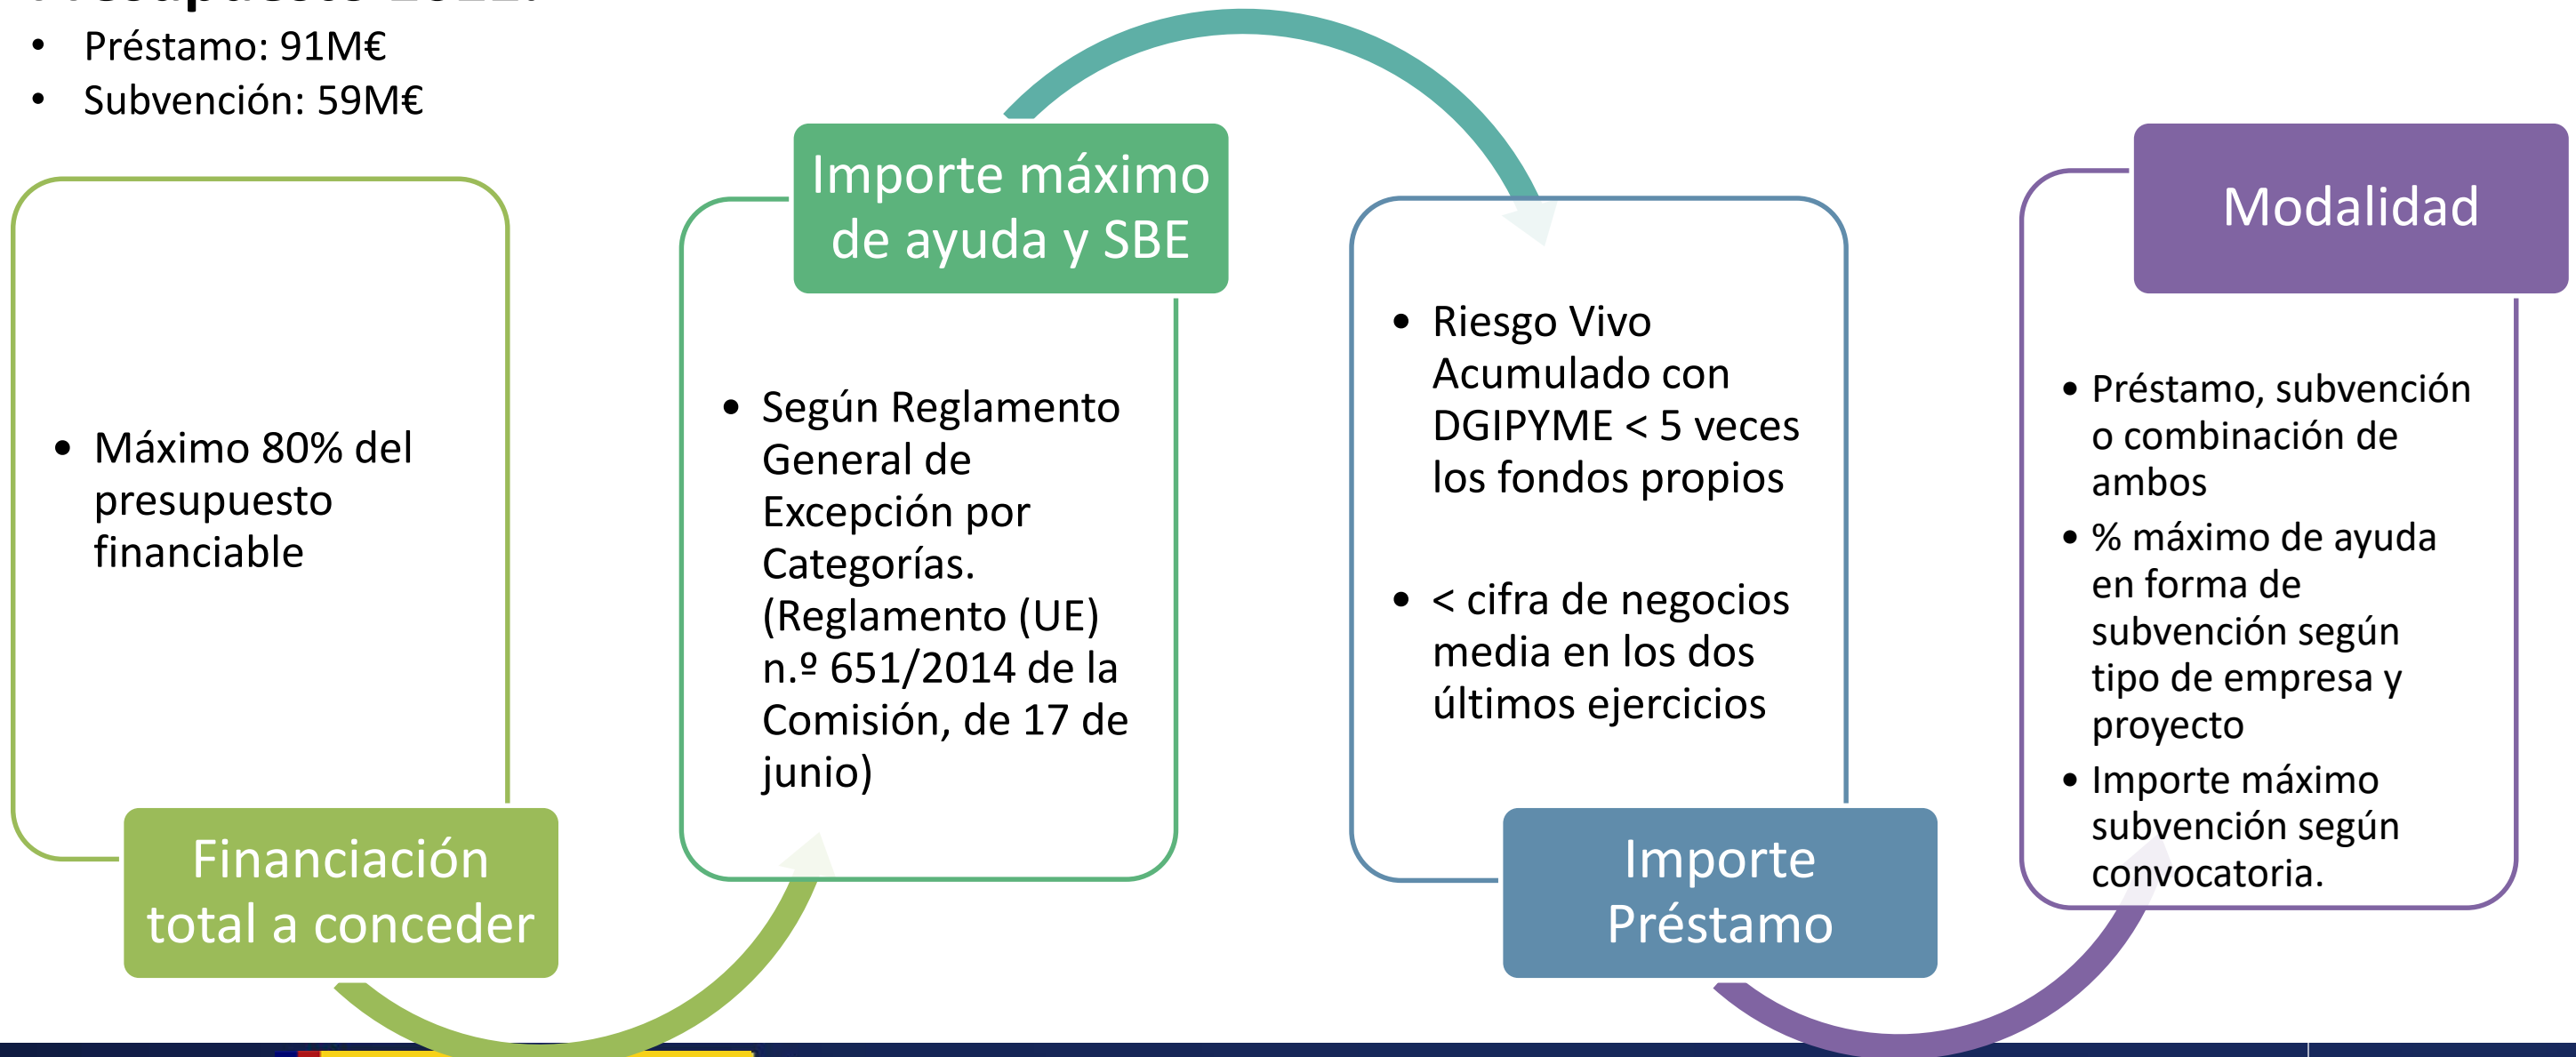 • Préstamo: 91M€
• Subvención: 59M€
• Máximo 80% del
presupuesto
financiable
Financiación
total a conceder
Importe máximo
de ayuda y SBE
• Según Reglamento
General de
Excepción por
Categorías.
(Reglamento (UE)
n.º 651/2014 de la
Comisión, de 17 de
junio)
• Riesgo Vivo
Acumulado con
DGIPYME < 5 veces
los fondos propios
• < cifra de negocios
media en los dos
últimos ejercicios
Importe
Préstamo
Modalidad
• Préstamo, subvención
o combinación de
ambos
• % máximo de ayuda
en forma de
subvención según
tipo de empresa y
proyecto
• Importe máximo
subvención según
convocatoria.